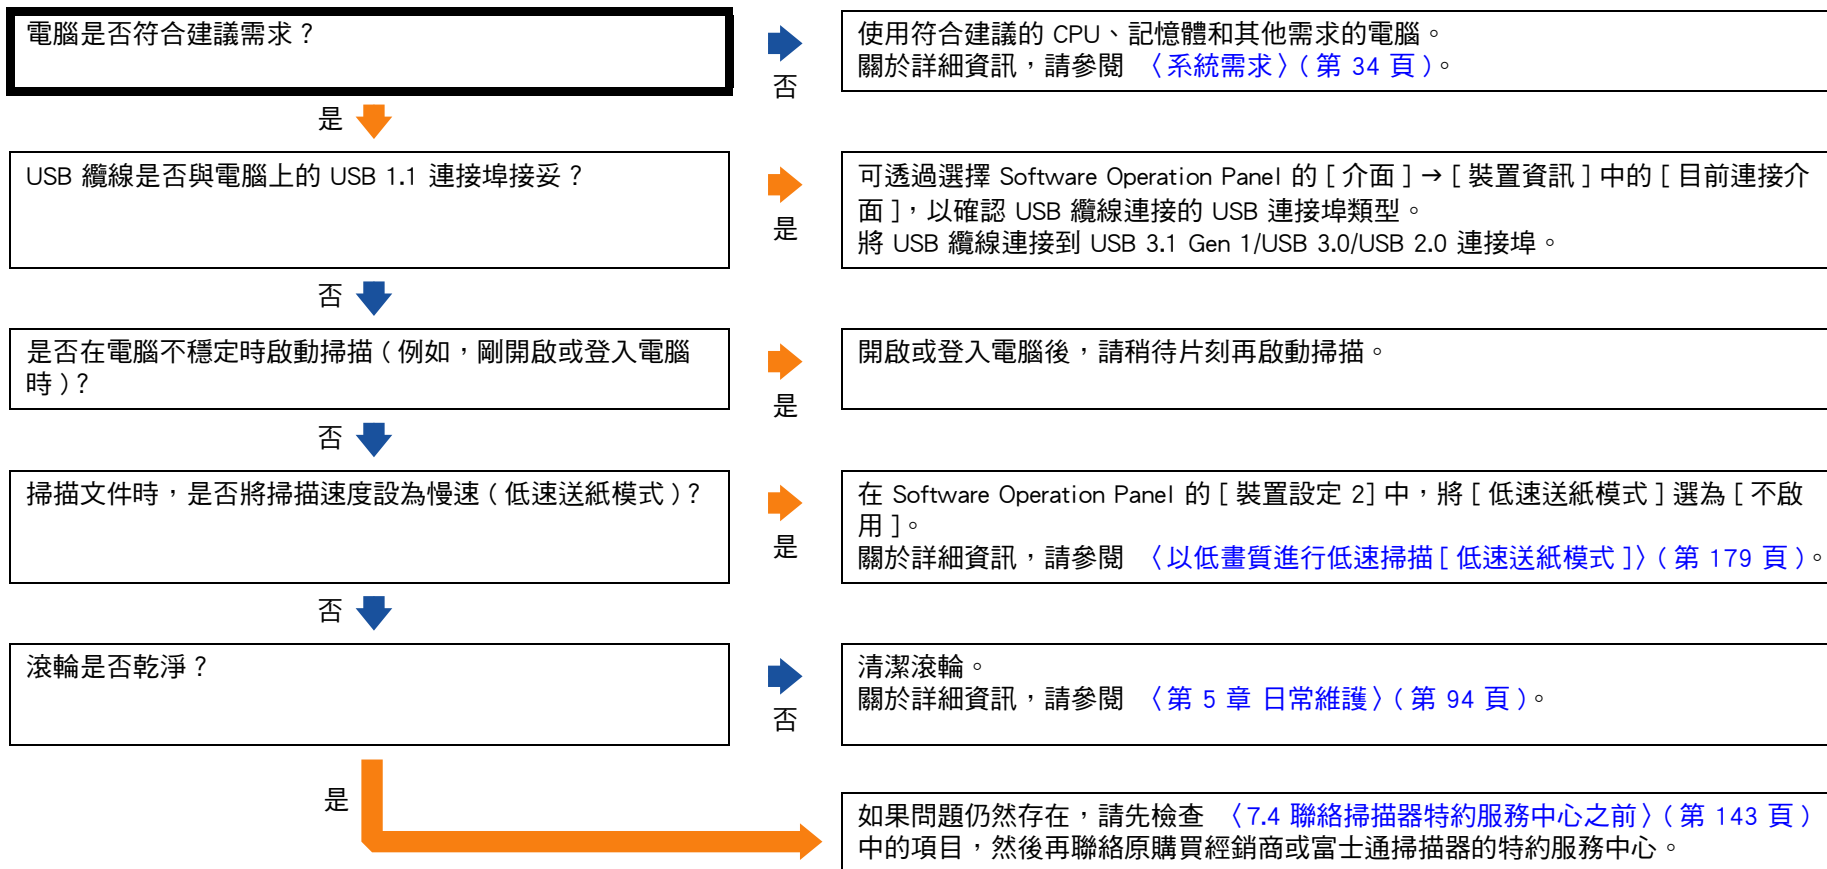 電腦是否符合建議需求？
否
使用符合建議的 CPU、記憶體和其他需求的電腦。
關於詳細資訊，請參閱 〈系統需求〉( 第 34 頁 )。
是
USB 纜線是否與電腦上的 USB 1.1 連接埠接妥？
是
可透過選擇 Software Operation Panel 的 [ 介面 ] → [ 裝置資訊 ] 中的 [ 目前連接介
面 ]，以確認 USB 纜線連接的 USB 連接埠類型。
將 USB 纜線連接到 USB 3.1 Gen 1/USB 3.0/USB 2.0 連接埠。
否
是否在電腦不穩定時啟動掃描 ( 例如，剛開啟或登入電腦
時 )?
是
開啟或登入電腦後，請稍待片刻再啟動掃描。
否
掃描文件時，是否將掃描速度設為慢速 ( 低速送紙模式 )?
是
在 Software Operation Panel 的 [ 裝置設定 2] 中，將 [ 低速送紙模式 ] 選為 [ 不啟
用 ]。
關於詳細資訊，請參閱 〈以低畫質進行低速掃描 [ 低速送紙模式 ]〉( 第 179 頁 )。
否
滾輪是否乾淨？
否
清潔滾輪。
關於詳細資訊，請參閱 〈第 5 章 日常維護〉( 第 94 頁 )。
是
如果問題仍然存在，請先檢查 〈7.4 聯絡掃描器特約服務中心之前〉( 第 143 頁 )
中的項目，然後再聯絡原購買經銷商或富士通掃描器的特約服務中心。